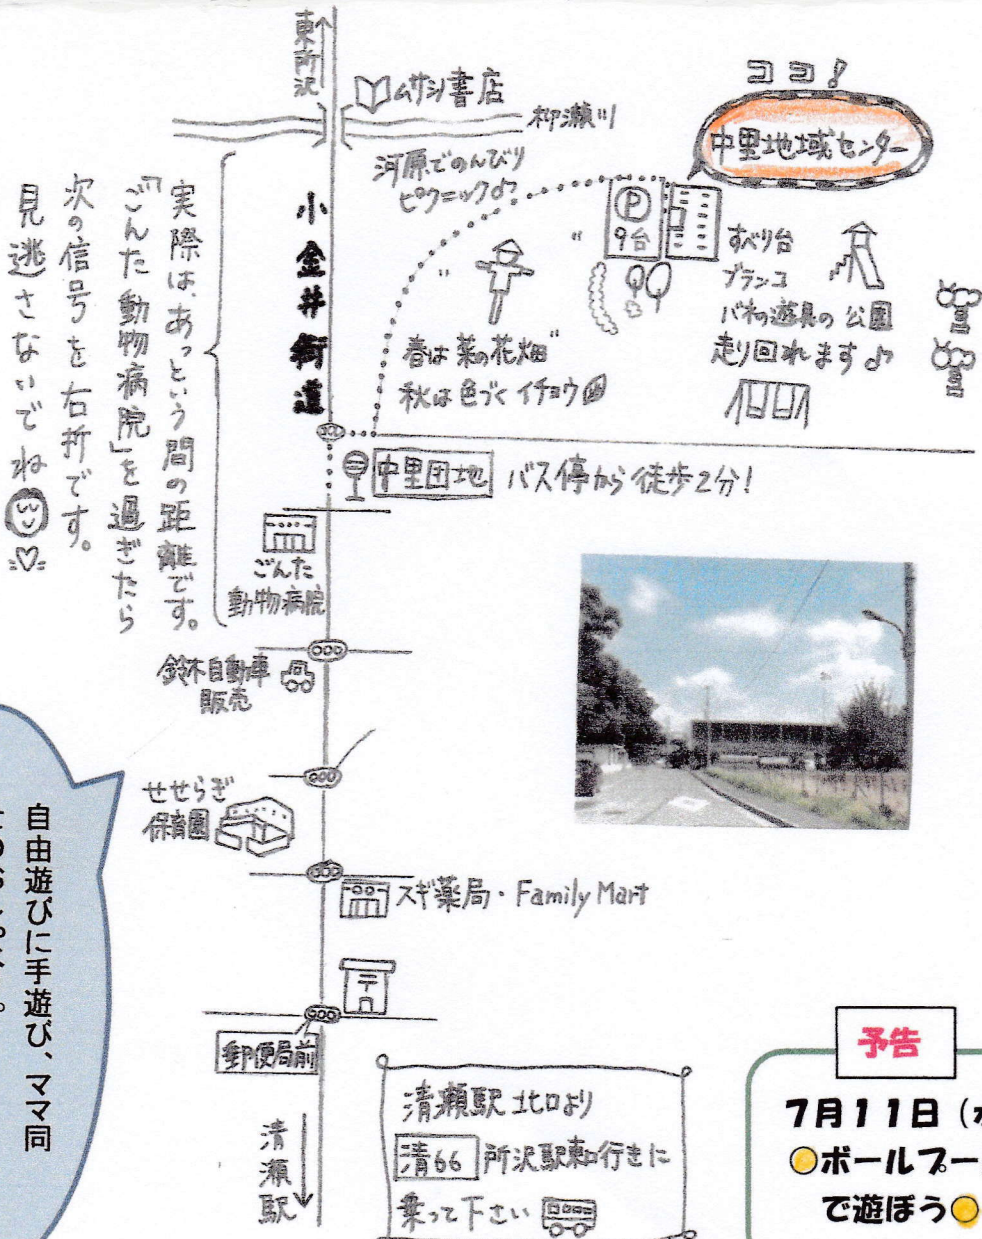 東所沢
ムサシ書店
柳瀬川
ココ!
中里地域センター
河原でのんびり
ピクニック♪
小金井街道
P
9台
すべり台
ブランコ
バネの遊具の公園
走り回れます♪
春は菜の花畑
秋は色づくイチョウ
実際は、あっという間の距離です。
「ごんた動物病院」を過ぎたら
次の信号を右折です。
見逃さないでね
中里団地 バス停から徒歩2分!
ごんた
動物病院
鈴木自動車
販売
せせらぎ
保育園
スギ薬局・Family Mart
〒
郵便局前
清瀬駅
清瀬駅 北口より
清66 所沢駅東口行きに
乗って下さい
自由遊びに手遊び、ママ同
予告
7月11日(
ボールプー
で遊ぼう